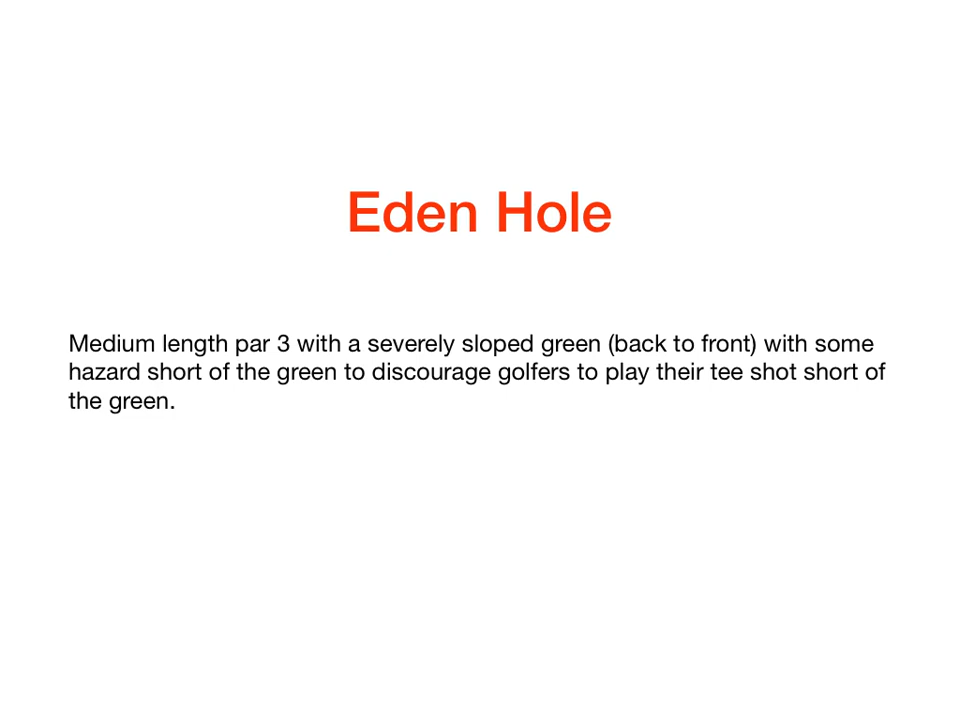 Eden Hole
Medium length par 3 with a severely sloped green (back to front) with some
hazard short of the green to discourage golfers to play their tee shot short of
the green.